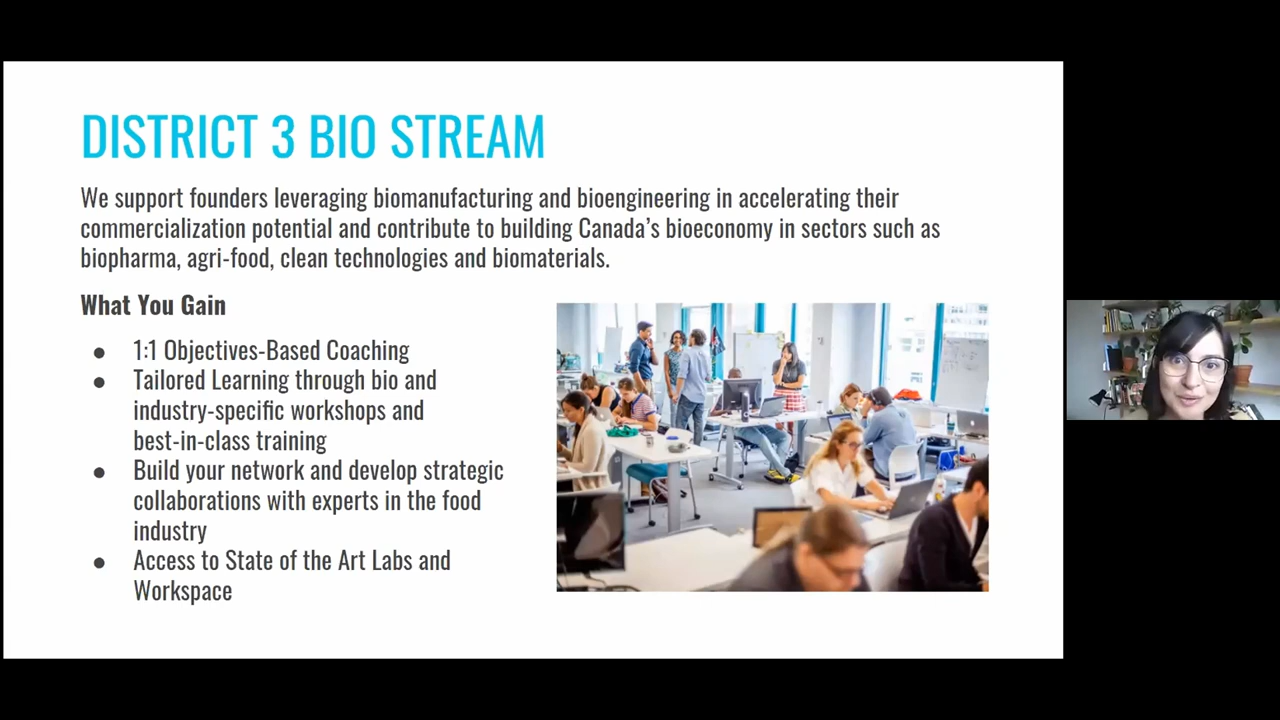 DISTRICT 3 BIO STREAM
We support founders leveraging biomanufacturing and bioengineering in accelerating their
commercialization potential and contribute to building Canada’s bioeconomy in sectors such as
biopharma, agri-food, clean technologies and biomaterials.
What You Gain
● 1:1 Objectives-Based Coaching
● Tailored Learning through bio and
industry-specific workshops and
best-in-class training
● Build your network and develop strategic
collaborations with experts in the food
industry
● Access to State of the Art Labs and
Workspace